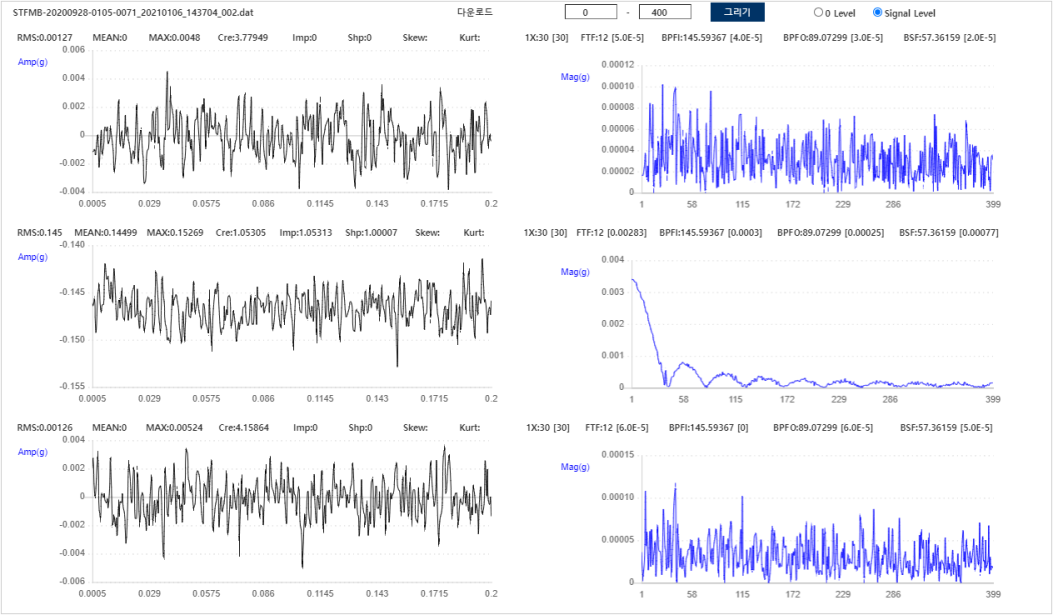 STFMB-20200928-0105-0071_20210106_143704_002.dat 다운로드 0 - 400 그리기 0 Level Signal Level
RMS:0.00127 MEAN:0 MAX:0.0048 Cre:3.77949 Imp:0 Shp:0 Skew: Kurt: 1X:30 [30] FTF:12 [5.0E-5] BPFI:145.59367 [4.0E-5] BPFO:89.07299 [3.0E-5] BSF:57.36159 [2.0E-5]
Amp(g)
0.006
0.004
0.002
0
-0.002
-0.004
0.0005 0.029 0.0575 0.086 0.1145 0.143 0.1715 0.2
Mag(g)
0.00012
0.00010
0.00008
0.00006
0.00004
0.00002
0
1 58 115 172 229 286 399
RMS:0.145 MEAN:0.14499 MAX:0.15269 Cre:1.05305 Imp:1.05313 Shp:1.00007 Skew: Kurt: 1X:30 [30] FTF:12 [0.00283] BPFI:145.59367 [0.0003] BPFO:89.07299 [0.00025] BSF:57.36159 [0.00077]
Amp(g)
-0.140
-0.145
-0.150
-0.155
0.0005 0.029 0.0575 0.086 0.1145 0.143 0.1715 0.2
Mag(g)
0.004
0.003
0.002
0.001
0
1 58 115 172 229 286 399
RMS:0.00126 MEAN:0 MAX:0.00524 Cre:4.15864 Imp:0 Shp:0 Skew: Kurt: 1X:30 [30] FTF:12 [6.0E-5] BPFI:145.59367 [0] BPFO:89.07299 [6.0E-5] BSF:57.36159 [5.0E-5]
Amp(g)
0.004
0.002
0
-0.002
-0.004
-0.006
0.0005 0.029 0.0575 0.086 0.1145 0.143 0.1715 0.2
Mag(g)
0.00015
0.00010
0.00005
0
1 58 115 172 229 286 399